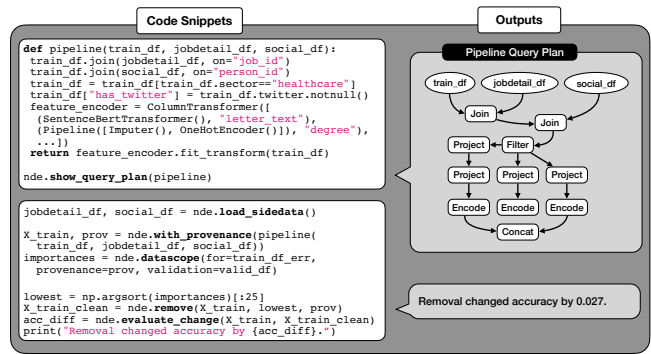 Code Snippets
def pipeline(train_df, jobdetail_df, social_df):
train_df.join(jobdetail_df, on="job_id")
train_df.join(social_df, on="person_id")
train_df = train_df[train_df.sector=="healthcare"]
train_df["has_twitter"] = train_df.twitter.notnull()
feature_encoder = ColumnTransformer([
(SentenceBertTransformer(), "letter_text"),
(Pipeline([Imputer(), OneHotEncoder()]), "degree"),
...])
return feature_encoder.fit_transform(train_df)
nde.show_query_plan(pipeline)
jobdetail_df, social_df = nde.load_sidedata()
X_train, prov = nde.with_provenance(pipeline(
train_df, jobdetail_df, social_df))
importances = nde.datascope(for=train_df_err,
provenance=prov, validation=valid_df)
lowest = np.argsort(importances)[:25]
X_train_clean = nde.remove(X_train, lowest, prov)
acc_diff = nde.evaluate_change(X_train, X_train_clean)
print("Removal changed accuracy by {acc_diff}.”)
Outputs
Pipeline Query Plan
train_df jobdetail_df social_df
Join
Join
Project Filter
Project Project Project
Encode Encode Encode
Concat
Removal changed accuracy by 0.027.